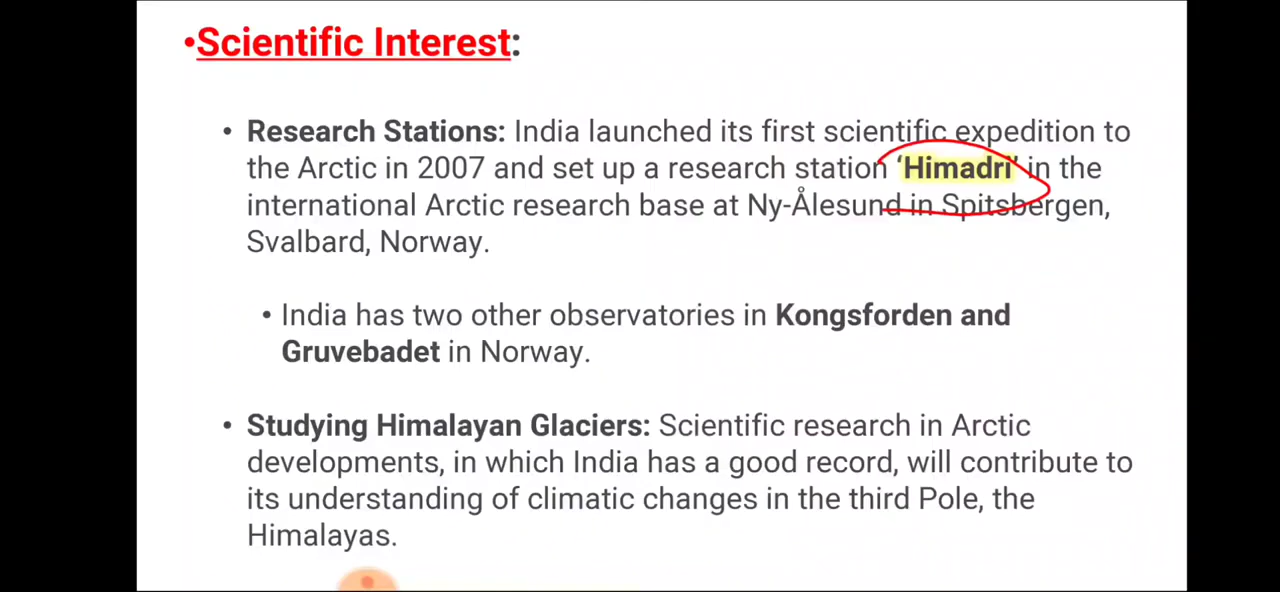 •Scientific Interest:
• Research Stations: India launched its first scientific expedition to
the Arctic in 2007 and set up a research station ‘Himadri’ in the
international Arctic research base at Ny-Ålesund in Spitsbergen,
Svalbard, Norway.
• India has two other observatories in Kongsforden and
Gruvebadet in Norway.
• Studying Himalayan Glaciers: Scientific research in Arctic
developments, in which India has a good record, will contribute to
its understanding of climatic changes in the third Pole, the
Himalayas.